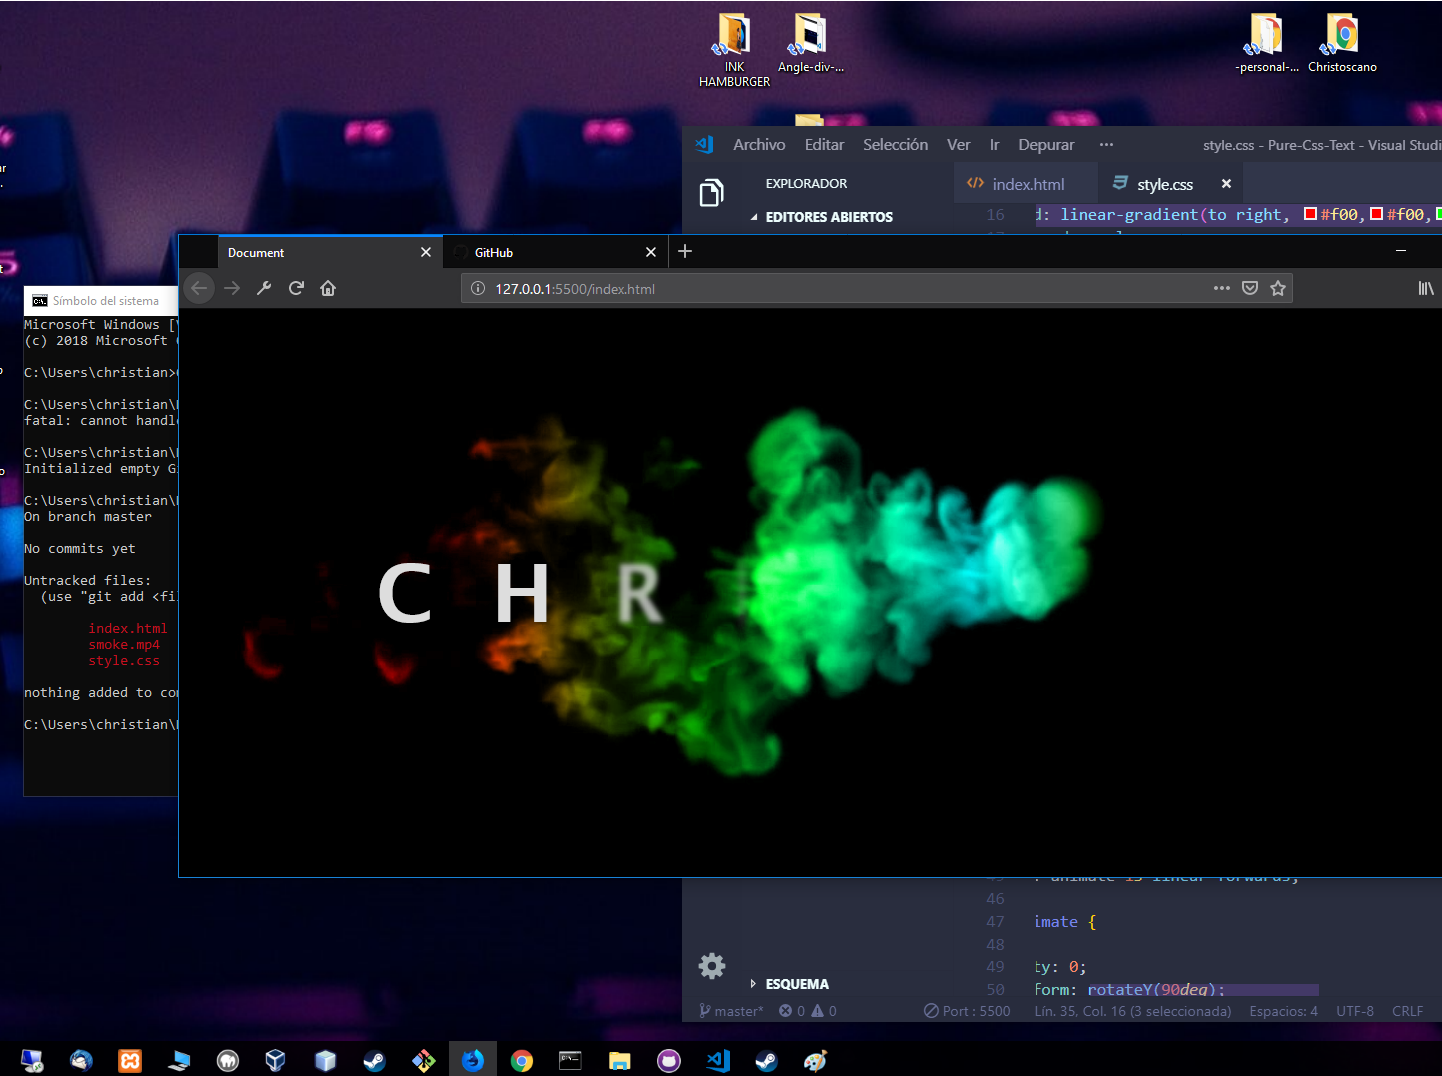 INK
HAMBURGER
Angle-div-...
-personal-...
Christoscano
Archivo Editar Selección Ver Ir Depurar ···
style.css - Pure-Css-Text - Visual Studi
EXPLORADOR
index.html
style.css
EDITORES ABIERTOS
16 d: linear-gradient(to right, #f00, #f00,
Document
GitHub
127.0.0.1:5500/index.html
Símbolo del sistema
Microsoft Windows [
(c) 2018 Microsoft
C:\Users\christian>
C:\Users\christian\
fatal: cannot handl
C:\Users\christian\
Initialized empty G
C:\Users\christian\
On branch master
No commits yet
Untracked files:
(use "git add <fi
index.html
smoke.mp4
style.css
nothing added to co
C:\Users\christian\
C H R
46
47 imate {
48
49 ty: 0;
50 form: rotateY(90deg);
ESQUEMA
master* 0 0 Port : 5500 Lín. 35, Col. 16 (3 seleccionada) Espacios: 4 UTF-8 CRLF